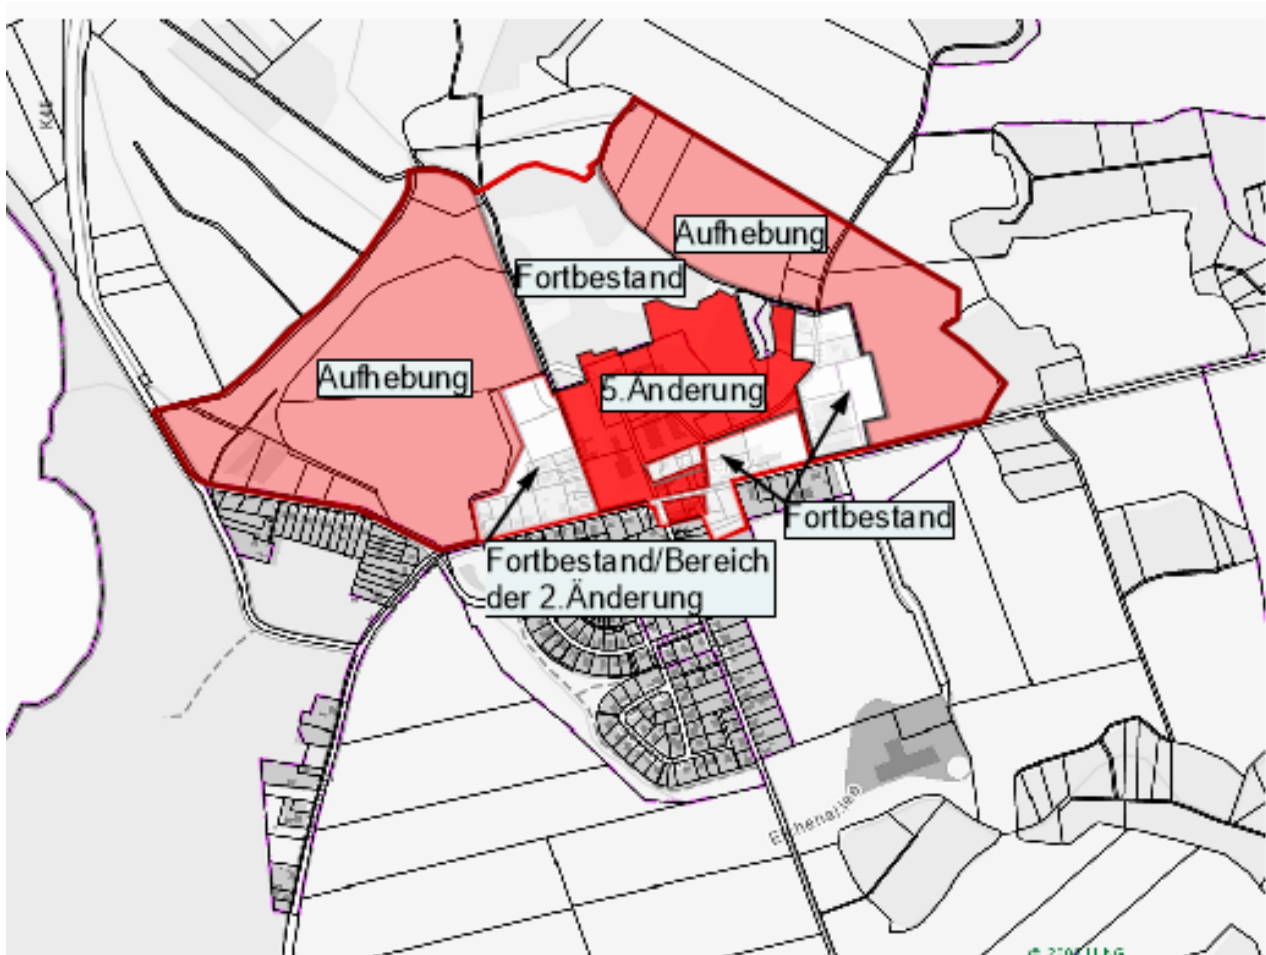 Aufhebung
Fortbestand
Aufhebung
5.Änderung
Fortbestand
Fortbestand/Bereich
der 2.Änderung